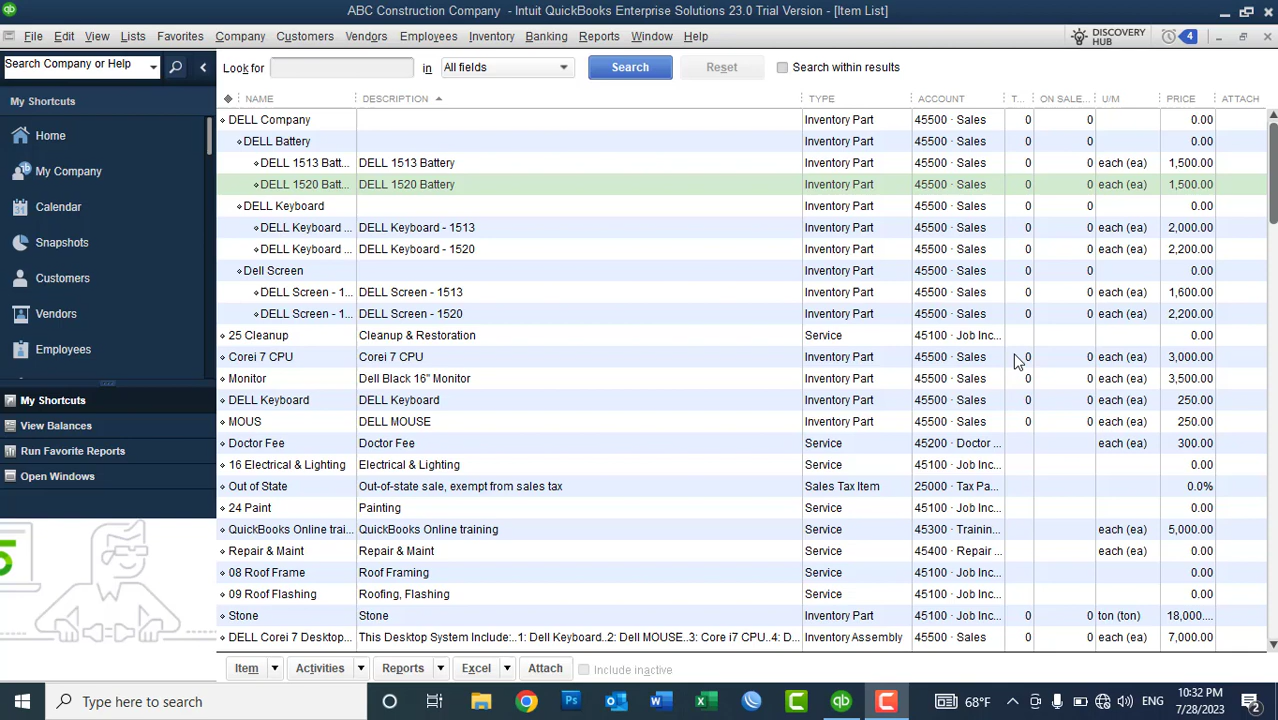 ABC Construction Company - Intuit QuickBooks Enterprise Solutions 23.0 Trial Version - [Item List]
File Edit View Lists Favorites Company Customers Vendors Employees Inventory Banking Reports Window Help
DISCOVERY HUB 4
Search Company or Help
Look for in All fields Search Reset Search within results
My Shortcuts
Home
My Company
Calendar
Snapshots
Customers
Vendors
Employees
My Shortcuts
View Balances
Run Favorite Reports
Open Windows
NAME DESCRIPTION TYPE ACCOUNT T... ON SALE... U/M PRICE ATTACH
DELL Company Inventory Part 45500 · Sales 0 0 0.00
DELL Battery Inventory Part 45500 · Sales 0 0 0.00
DELL 1513 Batt... DELL 1513 Battery Inventory Part 45500 · Sales 0 0 each (ea) 1,500.00
DELL 1520 Batt... DELL 1520 Battery Inventory Part 45500 · Sales 0 0 each (ea) 1,500.00
DELL Keyboard Inventory Part 45500 · Sales 0 0 0.00
DELL Keyboard ... DELL Keyboard - 1513 Inventory Part 45500 · Sales 0 0 each (ea) 2,000.00
DELL Keyboard ... DELL Keyboard - 1520 Inventory Part 45500 · Sales 0 0 each (ea) 2,200.00
Dell Screen Inventory Part 45500 · Sales 0 0 0.00
DELL Screen - 1... DELL Screen - 1513 Inventory Part 45500 · Sales 0 0 each (ea) 1,600.00
DELL Screen - 1... DELL Screen - 1520 Inventory Part 45500 · Sales 0 0 each (ea) 2,200.00
25 Cleanup Cleanup & Restoration Service 45100 · Job Inc... 0.00
Corei 7 CPU Corei 7 CPU Inventory Part 45500 · Sales 0 0 each (ea) 3,000.00
Monitor Dell Black 16" Monitor Inventory Part 45500 · Sales 0 0 each (ea) 3,500.00
DELL Keyboard DELL Keyboard Inventory Part 45500 · Sales 0 0 each (ea) 250.00
MOUS DELL MOUSE Inventory Part 45500 · Sales 0 0 each (ea) 250.00
Doctor Fee Doctor Fee Service 45200 · Doctor ... each (ea) 300.00
16 Electrical & Lighting Electrical & Lighting Service 45100 · Job Inc... 0.00
Out of State Out-of-state sale, exempt from sales tax Sales Tax Item 25000 · Tax Pa... 0.0%
24 Paint Painting Service 45100 · Job Inc... 0.00
QuickBooks Online trai... QuickBooks Online training Service 45300 · Trainin... each (ea) 5,000.00
Repair & Maint Repair & Maint Service 45400 · Repair ... each (ea) 0.00
08 Roof Frame Roof Framing Service 45100 · Job Inc... 0.00
09 Roof Flashing Roofing, Flashing Service 45100 · Job Inc... 0.00
Stone Stone Inventory Part 45100 · Job Inc... 0 0 ton (ton) 18,000....
DELL Corei 7 Desktop... This Desktop System Include:..1: Dell Keyboard..2: Dell MOUSE..3: Core i7 CPU..4: D... Inventory Assembly 45500 · Sales 0 0 each (ea) 7,000.00
Item Activities Reports Excel Attach Include inactive
Type here to search
68°F ENG 10:32 PM
7/28/2023 2